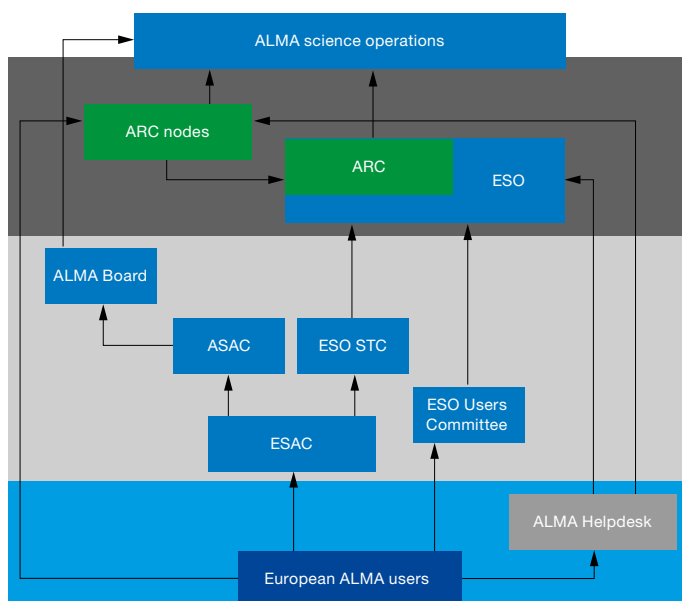 ALMA science operations
ARC nodes
ARC
ESO
ALMA Board
ASAC
ESO STC
ESO Users
Committee
ESAC
ALMA Helpdesk
European ALMA users